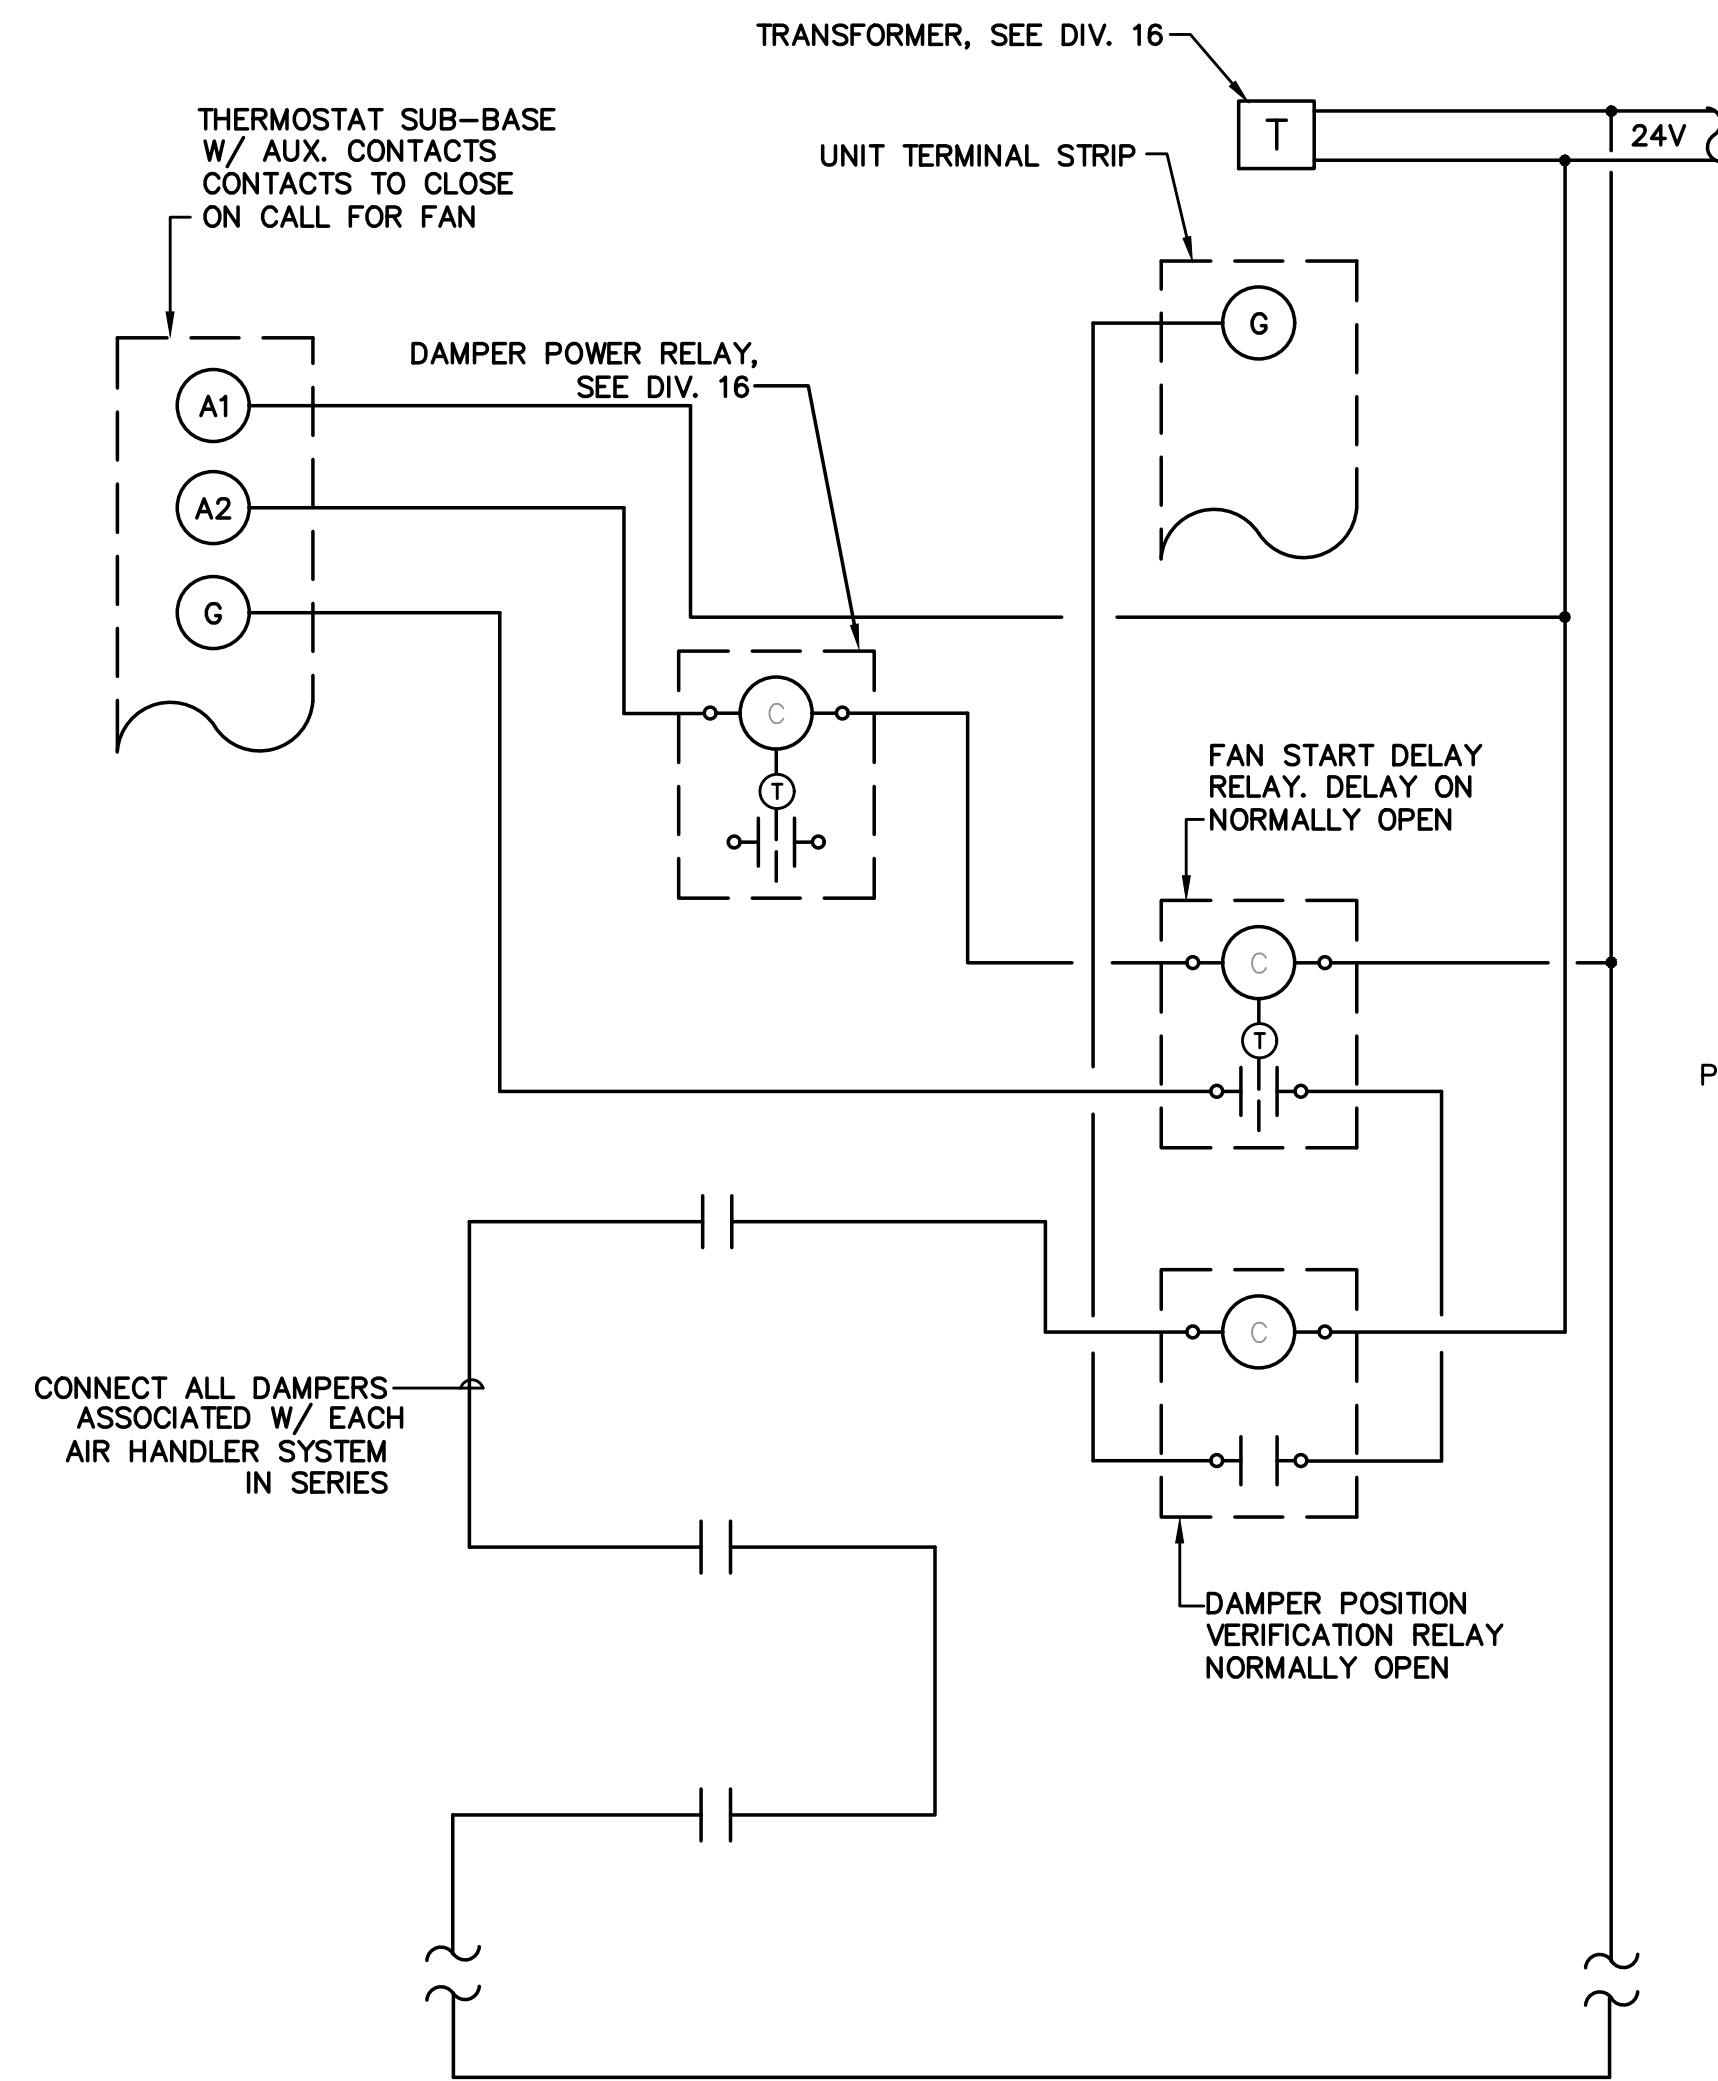 TRANSFORMER, SEE DIV. 16
T
24V
THERMOSTAT SUB-BASE
W/ AUX. CONTACTS
CONTACTS TO CLOSE
ON CALL FOR FAN
UNIT TERMINAL STRIP
G
DAMPER POWER RELAY,
SEE DIV. 16
A1
A2
G
C
T
FAN START DELAY
RELAY. DELAY ON
NORMALLY OPEN
C
T
P
C
CONNECT ALL DAMPERS
ASSOCIATED W/ EACH
AIR HANDLER SYSTEM
IN SERIES
DAMPER POSITION
VERIFICATION RELAY
NORMALLY OPEN